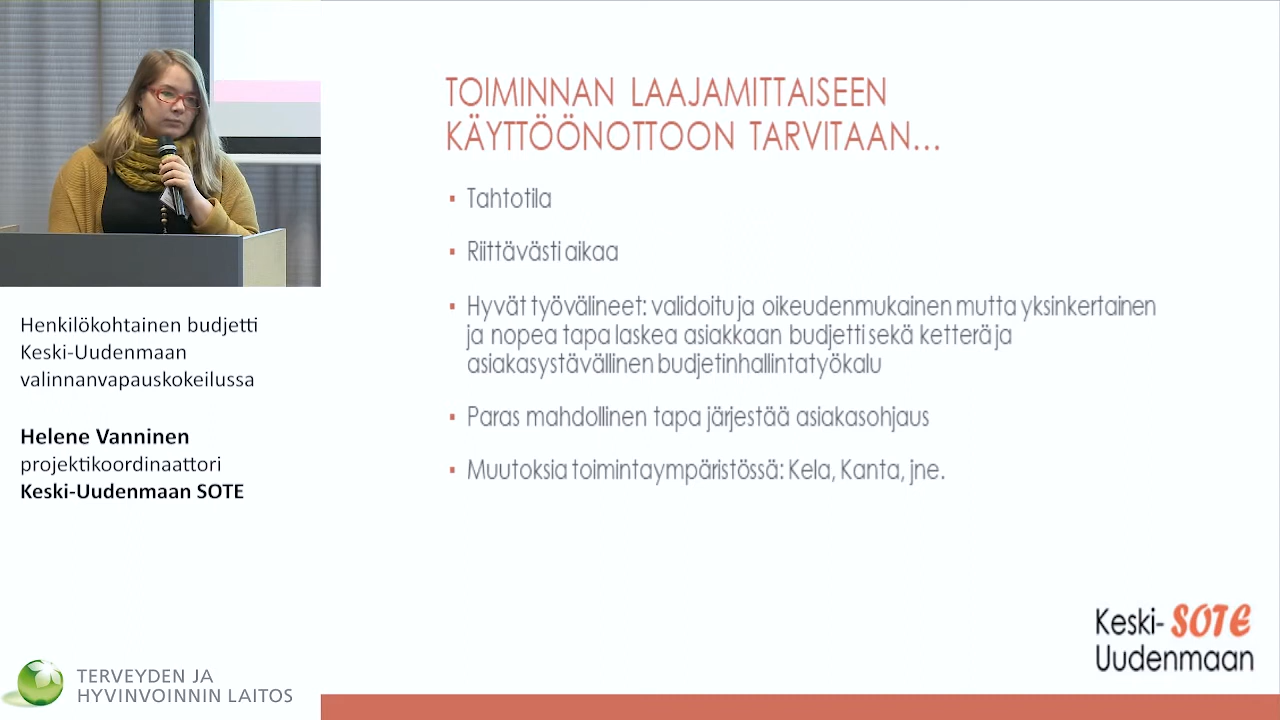 TOIMINNAN LAAJAMITTAISEEN
KÄYTTÖÖNOTTOON TARVITAAN...
▪ Tahtotila
▪ Riittävästi aikaa
▪ Hyvät työvälineet: validoitu ja oikeudenmukainen mutta yksinkertainen
ja nopea tapa laskea asiakkaan budjetti sekä ketterä ja
asiakasystävällinen budjetinhallintatyökalu
▪ Paras mahdollinen tapa järjestää asiakasohjaus
▪ Muutoksia toimintaympäristössä: Kela, Kanta, jne.
Henkilökohtainen budjetti
Keski-Uudenmaan
valinnanvapauskokeilussa
Helene Vanninen
projektikoordinaattori
Keski-Uudenmaan SOTE
TERVEYDEN JA
HYVINVOINNIN LAITOS
Keski- SOTE
Uudenmaan